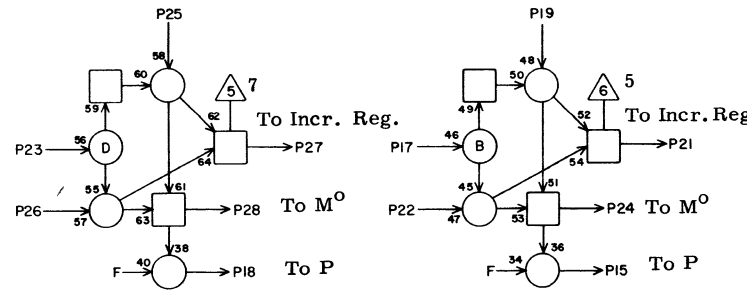 P25 P19
58 48
60 50
5 7 6 5
59 49
62 To Incr. Reg. 52 To Incr. Reg
56 D 46 B
P23 64 P27 P17 54 P21
55 61 45 51
P26 P28 To M⁰ P22 P24 To M⁰
57 63 47 53
38 36
40 34
F P18 To P F P15 To P